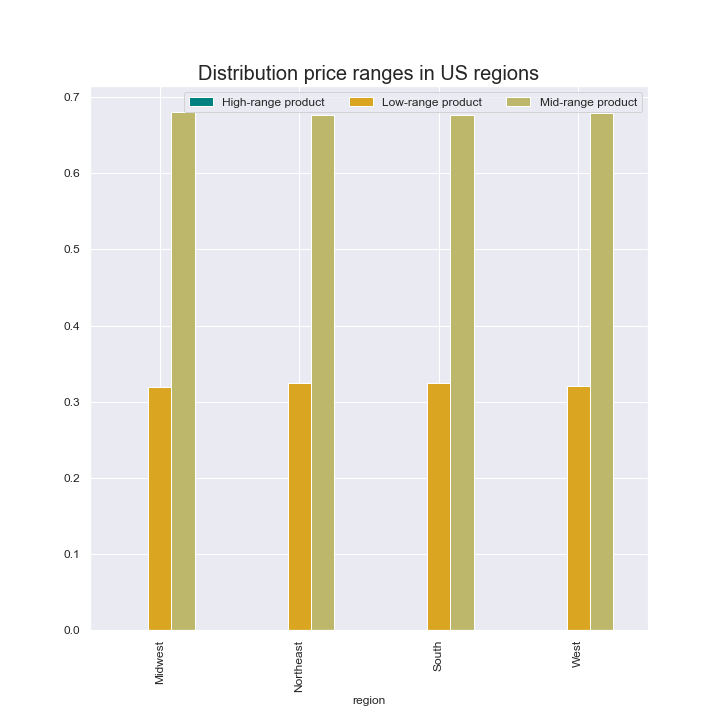 Distribution price ranges in US regions
High-range product Low-range product Mid-range product
0.7
0.6
0.5
0.4
0.3
0.2
0.1
0.0
Midwest Northeast South West
region